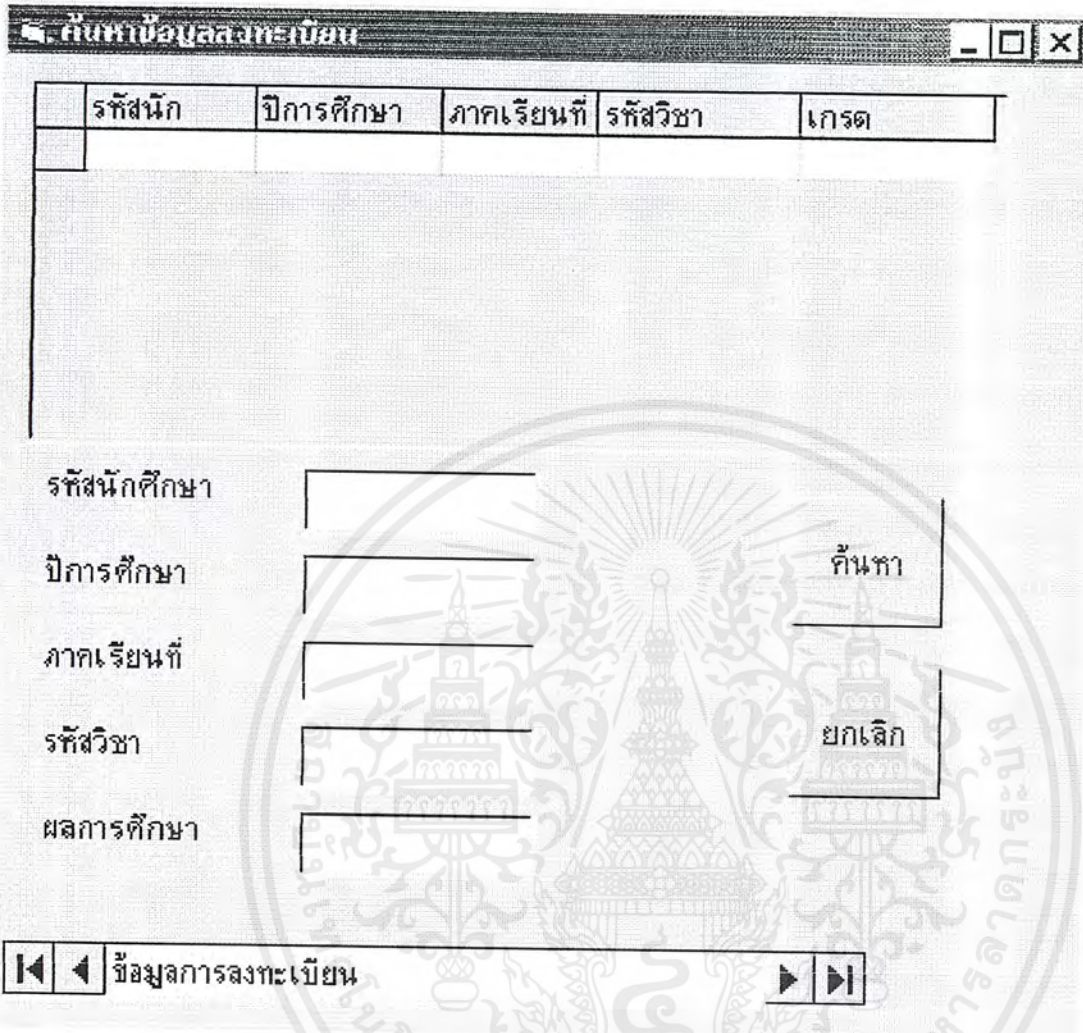 ค้นหาข้อมูลลงทะเบียน
รหัสนัก ปีการศึกษา ภาคเรียนที่ รหัสวิชา เกรด
รหัสนักศึกษา
ปีการศึกษา
ค้นหา
ภาคเรียนที่
รหัสวิชา
ยกเลิก
ผลการศึกษา
ข้อมูลการลงทะเบียน